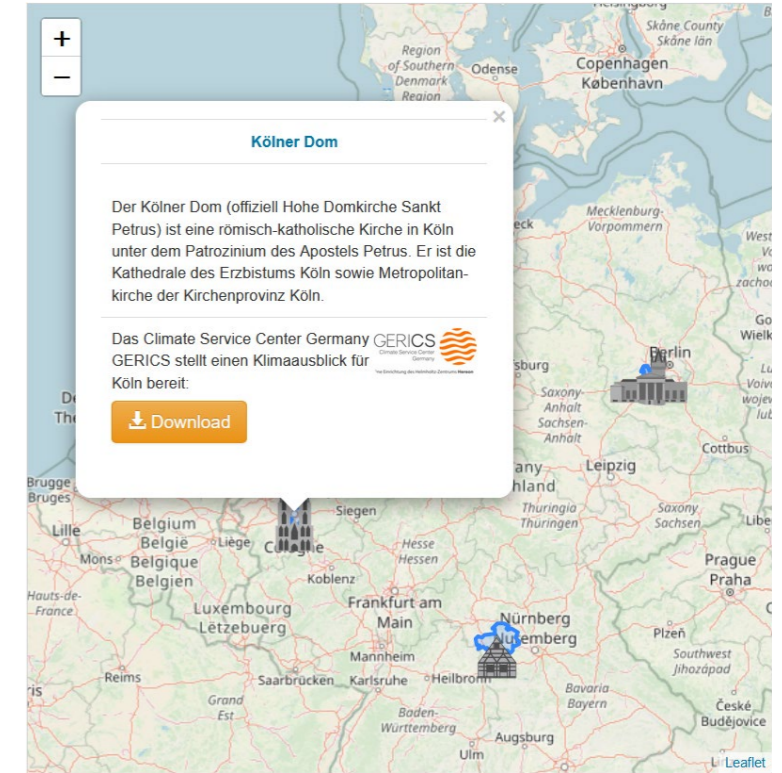 +
−
Skåne County
Skåne län
Region
of Southern
Denmark
Region
Odense
Copenhagen
København
×
Kölner Dom
Der Kölner Dom (offiziell Hohe Domkirche Sankt
Petrus) ist eine römisch-katholische Kirche in Köln
unter dem Patrozinium des Apostels Petrus. Er ist die
Kathedrale des Erzbistums Köln sowie Metropolitan-
kirche der Kirchenprovinz Köln.
Das Climate Service Center Germany
GERICS stellt einen Klimaausblick für
Köln bereit:
GERICS
Climate Service Center
Germany
Download
Mecklenburg-
Vorpommern
Berlin
Saxony-
Anhalt
Sachsen-
Anhalt
Cottbus
Leipzig
Brugge
Bruges
Thuringia
Thüringen
Saxony
Sachsen
Siegen
Lille
Belgium
België
Belgique
Belgien
Liège
Mons
Hesse
Hessen
Koblenz
Prague
Praha
Hauts-de-
France
Luxembourg
Lëtzebuerg
Frankfurt am
Main
Nürnberg
Plzeň
Mannheim
Southwest
Jihozápad
Reims
Saarbrücken
Karlsruhe
Grand
Est
Bavaria
Bayern
České
Budějovice
Baden-
Württemberg
Augsburg
Ulm
Leaflet